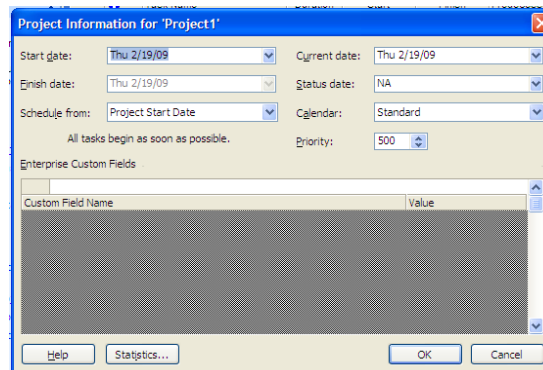 Project Information for 'Project1'
Start date: Thu 2/19/09 Current date: Thu 2/19/09
Finish date: Thu 2/19/09 Status date: NA
Schedule from: Project Start Date Calendar: Standard
All tasks begin as soon as possible. Priority: 500
Enterprise Custom Fields
Custom Field Name Value
Help Statistics... OK Cancel